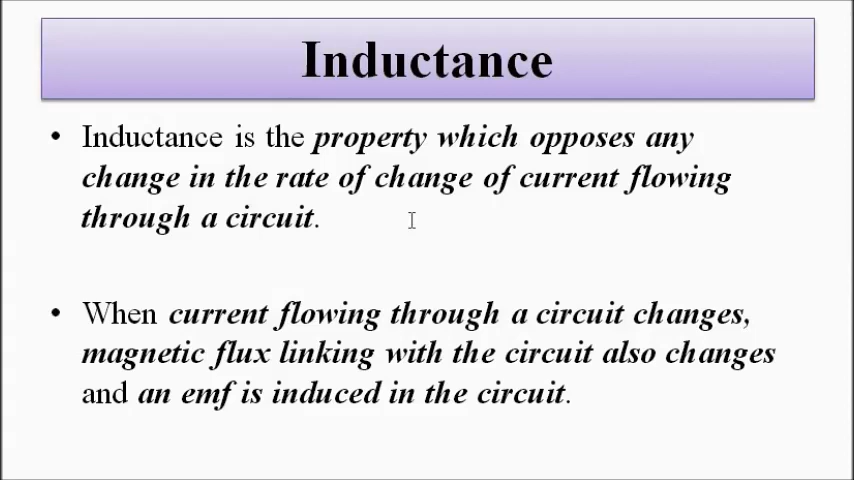 Inductance
• Inductance is the property which opposes any
change in the rate of change of current flowing
through a circuit.
• When current flowing through a circuit changes,
magnetic flux linking with the circuit also changes
and an emf is induced in the circuit.